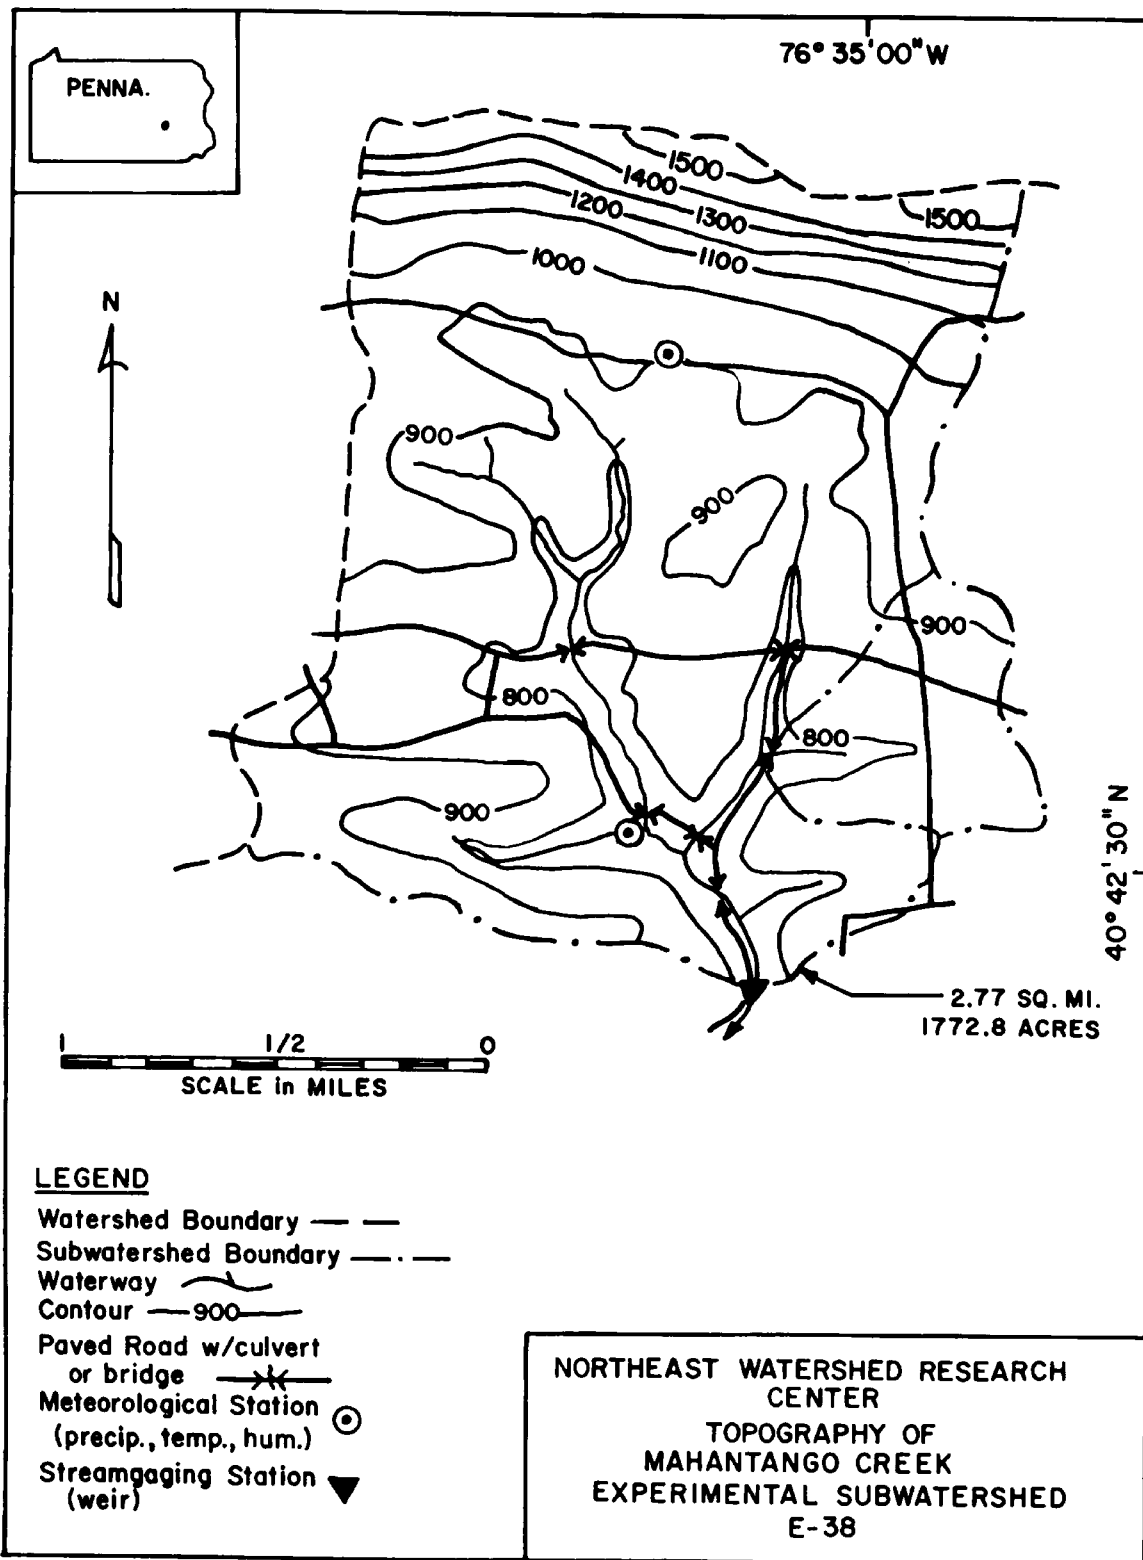 76° 35' 00" W
PENNA.
1500
1400
1500
1200
1300
1000
1100
N
900
900
900
800
800
900
40° 42' 30" N
2.77 SQ. MI.
1772.8 ACRES
1 1/2 0
SCALE in MILES
LEGEND
Watershed Boundary
Subwatershed Boundary
Waterway
Contour 900
Paved Road w/culvert
or bridge
Meteorological Station
(precip., temp., hum.)
Streamgaging Station
(weir)
NORTHEAST WATERSHED RESEARCH
CENTER
TOPOGRAPHY OF
MAHANTANGO CREEK
EXPERIMENTAL SUBWATERSHED
E-38